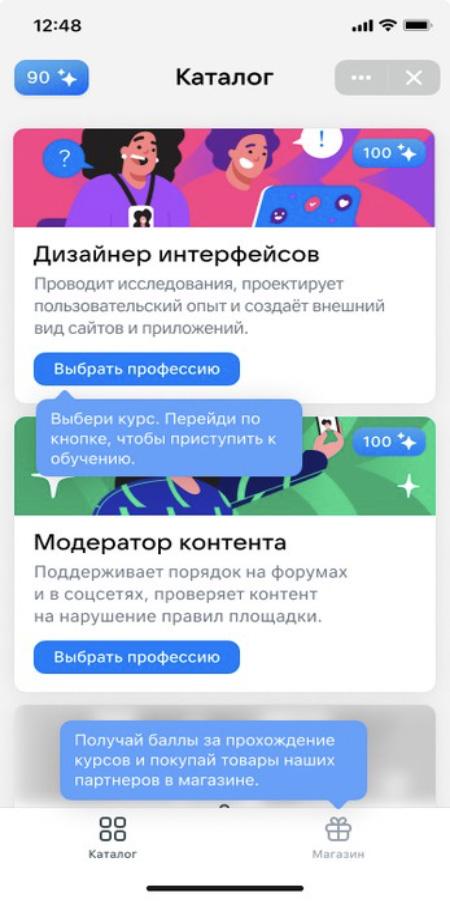 12:48
90
Каталог
?
!
100
Дизайнер интерфейсов
Проводит исследования, проектирует
пользовательский опыт и создаёт внешний
вид сайтов и приложений.
Выбрать профессию
Выбери курс. Перейди по
кнопке, чтобы приступить к
обучению.
100
Модератор контента
Поддерживает порядок на форумах
и в соцсетях, проверяет контент
на нарушение правил площадки.
Выбрать профессию
Получай баллы за прохождение
курсов и покупай товары наших
партнеров в магазине.
Каталог
Магазин